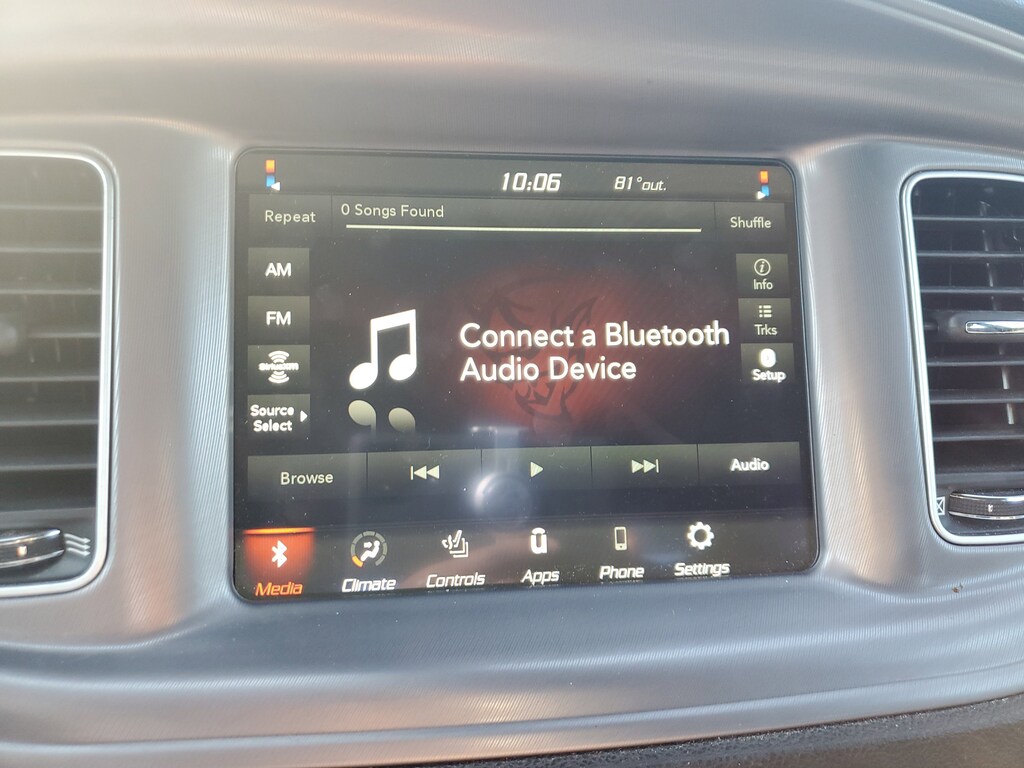 10:06 81°out.
Repeat 0 Songs Found Shuffle
AM
FM
SiriusXM
Source
Select
Connect a Bluetooth
Audio Device
Info
Trks
Setup
Browse Audio
Media Climate Controls Apps Phone Settings